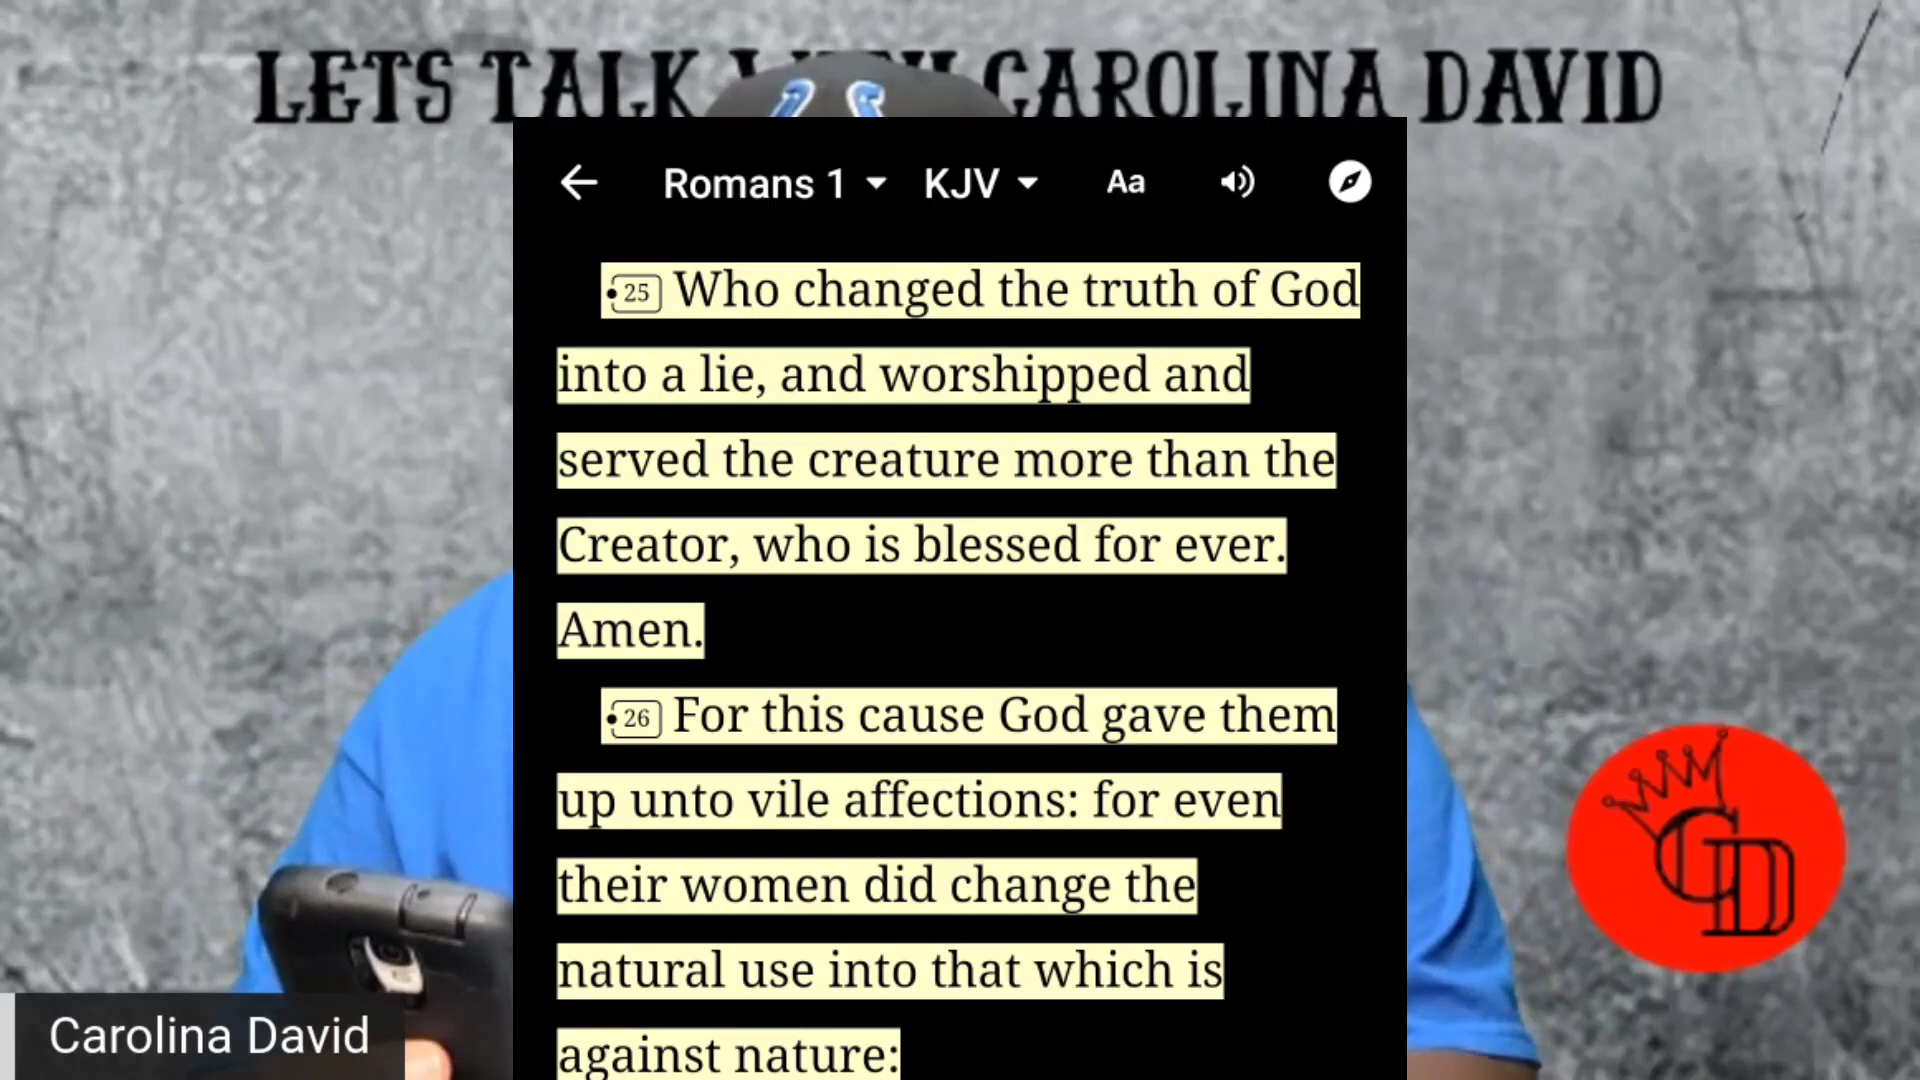 LETS TALK WITH CAROLINA DAVID
Romans 1 KJV Aa
25 Who changed the truth of God
into a lie, and worshipped and
served the creature more than the
Creator, who is blessed for ever.
Amen.
26 For this cause God gave them
up unto vile affections: for even
their women did change the
natural use into that which is
against nature:
CD
Carolina David